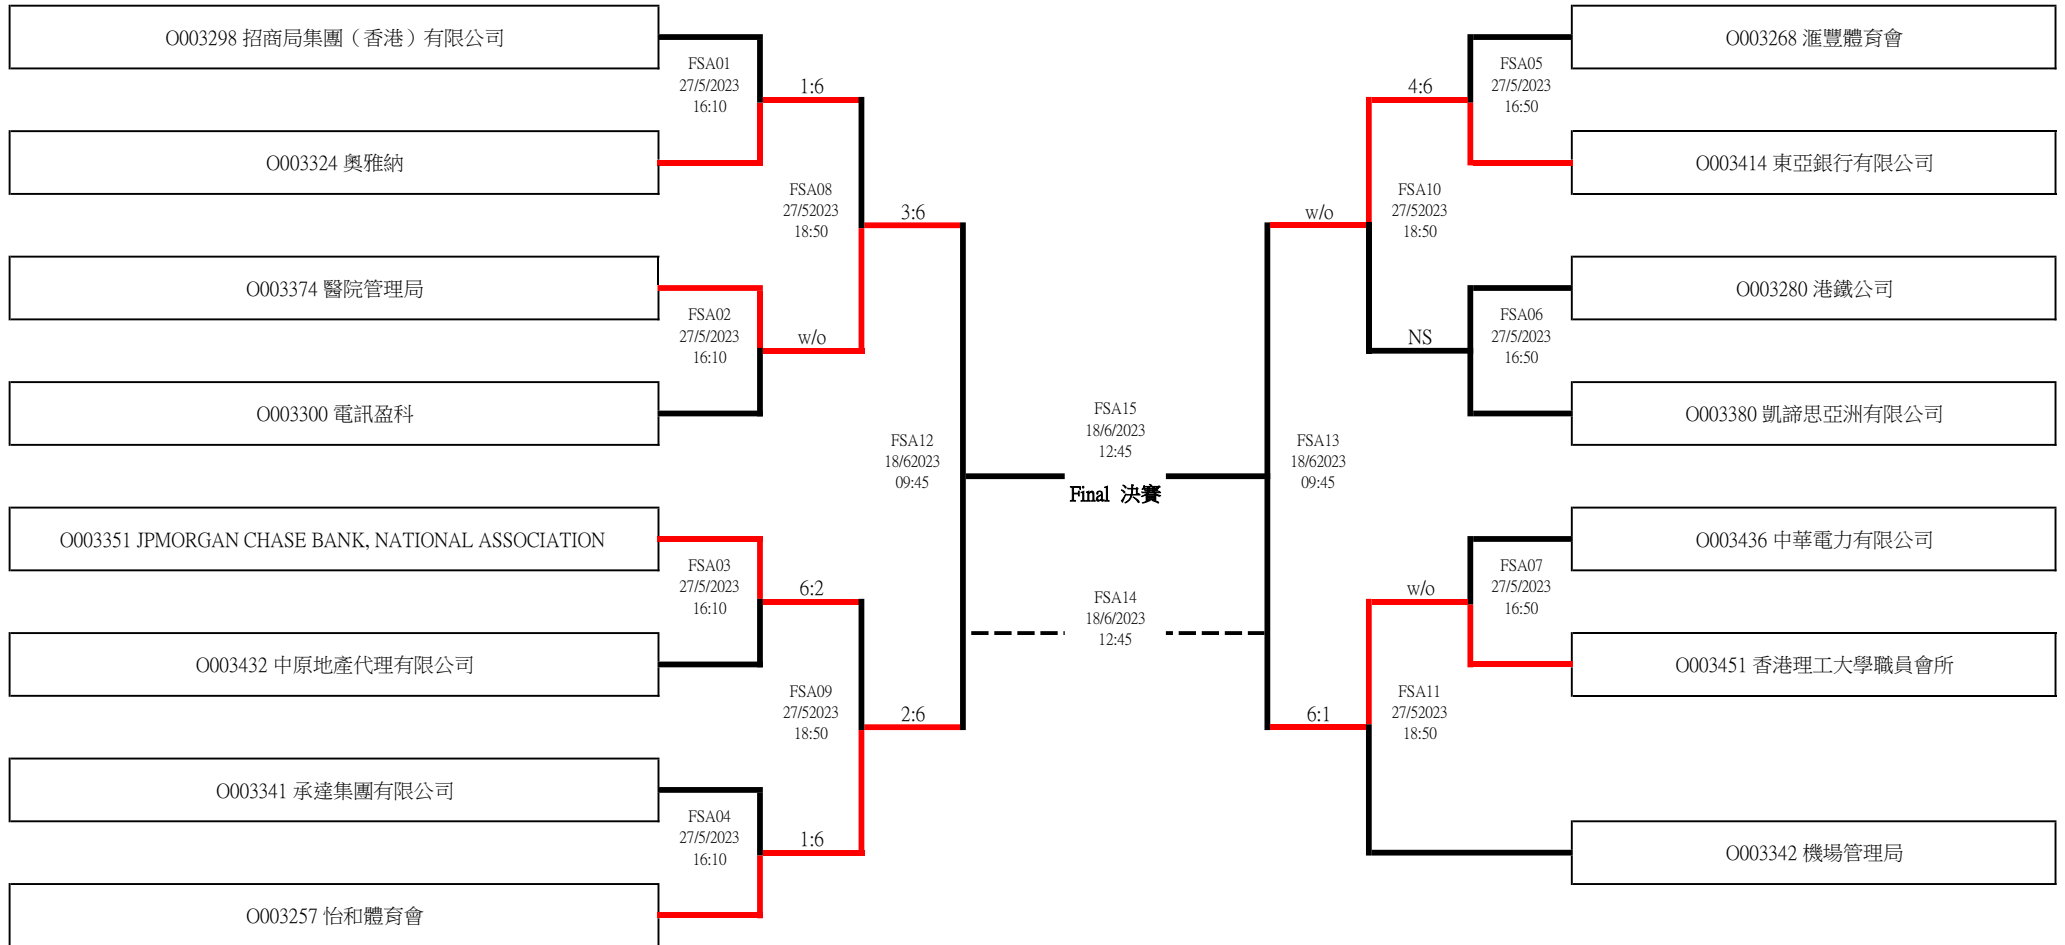 O003298 招商局集團（香港）有限公司
FSA01
27/5/2023
16:10
1:6
O003324 奧雅納
FSA08
27/52023
18:50
3:6
O003374 醫院管理局
FSA02
27/5/2023
16:10
w/o
O003300 電訊盈科
FSA12
18/62023
09:45
O003351 JPMORGAN CHASE BANK, NATIONAL ASSOCIATION
FSA03
27/5/2023
16:10
6:2
O003432 中原地產代理有限公司
FSA09
27/52023
18:50
2:6
O003341 承達集團有限公司
FSA04
27/5/2023
16:10
1:6
O003257 怡和體育會
FSA15
18/6/2023
12:45
Final 決賽
FSA14
18/6/2023
12:45
O003268 滙豐體育會
FSA05
27/5/2023
16:50
4:6
O003414 東亞銀行有限公司
FSA10
27/52023
18:50
w/o
O003280 港鐵公司
FSA06
27/5/2023
16:50
NS
O003380 凱諦思亞洲有限公司
FSA13
18/62023
09:45
O003436 中華電力有限公司
FSA07
27/5/2023
16:50
w/o
O003451 香港理工大學職員會所
FSA11
27/52023
18:50
6:1
O003342 機場管理局